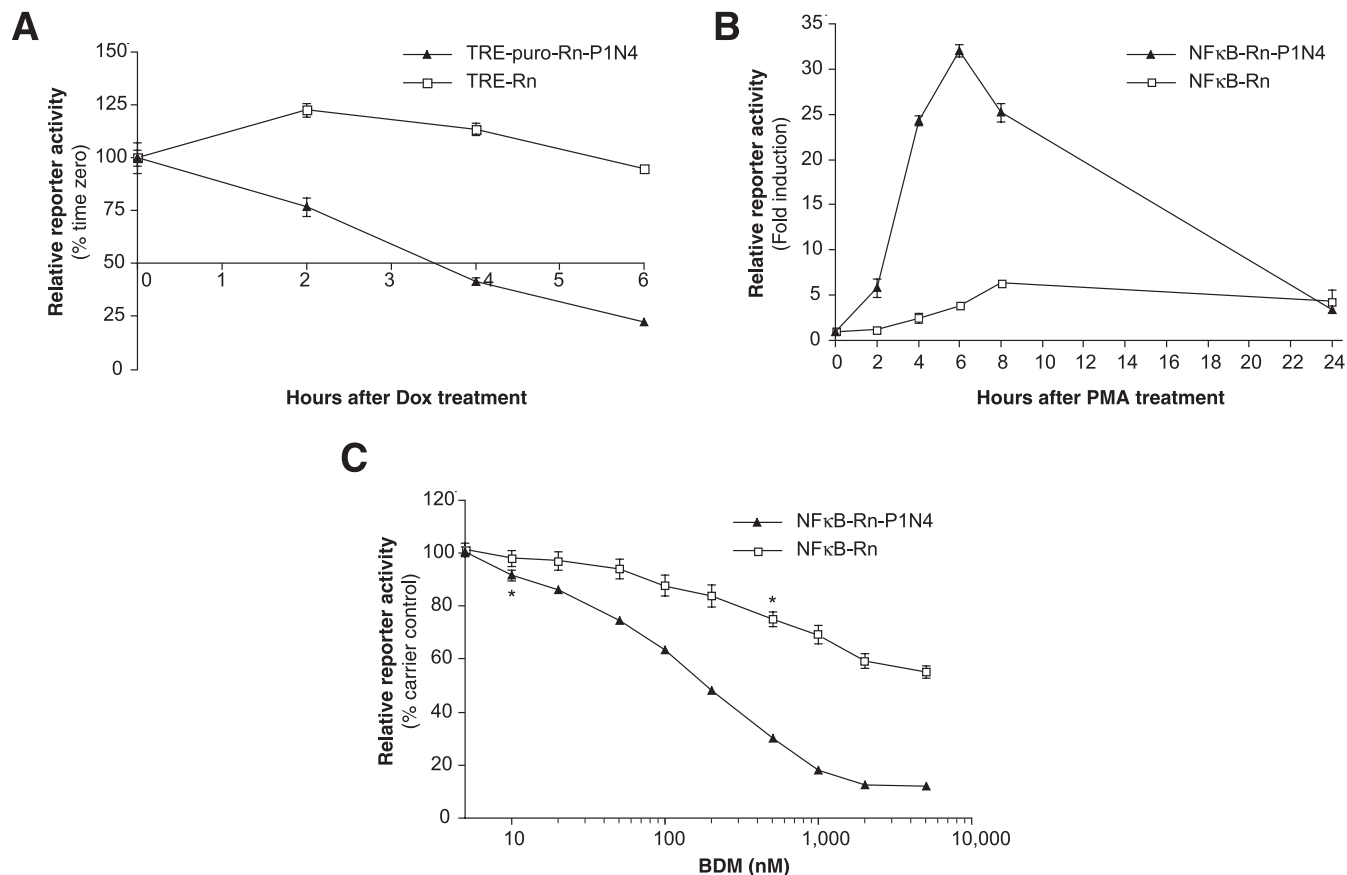 A
150
125
100
75
50
25
0
0 1 2 3 4 5 6
Relative reporter activity
(% time zero)
Hours after Dox treatment
TRE-puro-Rn-P1N4
TRE-Rn
B
35
30
25
20
15
10
5
0
0 2 4 6 8 10 12 14 16 18 20 22 24
Relative reporter activity
(Fold induction)
Hours after PMA treatment
NFκB-Rn-P1N4
NFκB-Rn
C
120
100
80
60
40
20
0
10 100 1,000 10,000
Relative reporter activity
(% carrier control)
BDM (nM)
NFκB-Rn-P1N4
NFκB-Rn
*
*